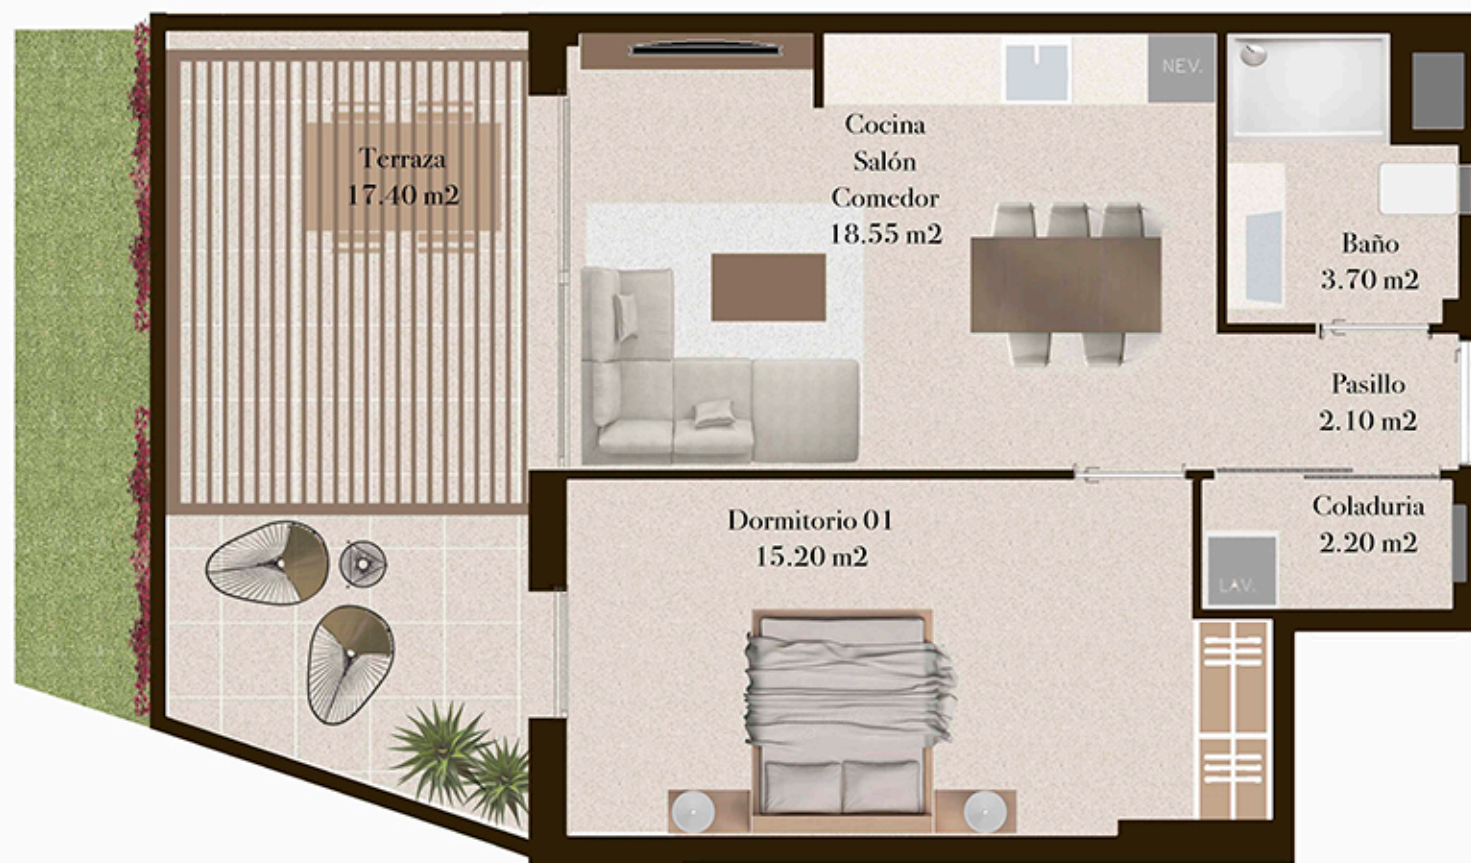 NEV.
Cocina
Salón
Comedor
18.55 m2
Terraza
17.40 m2
Baño
3.70 m2
Pasillo
2.10 m2
Dormitorio 01
15.20 m2
Coladuria
2.20 m2
LAV.